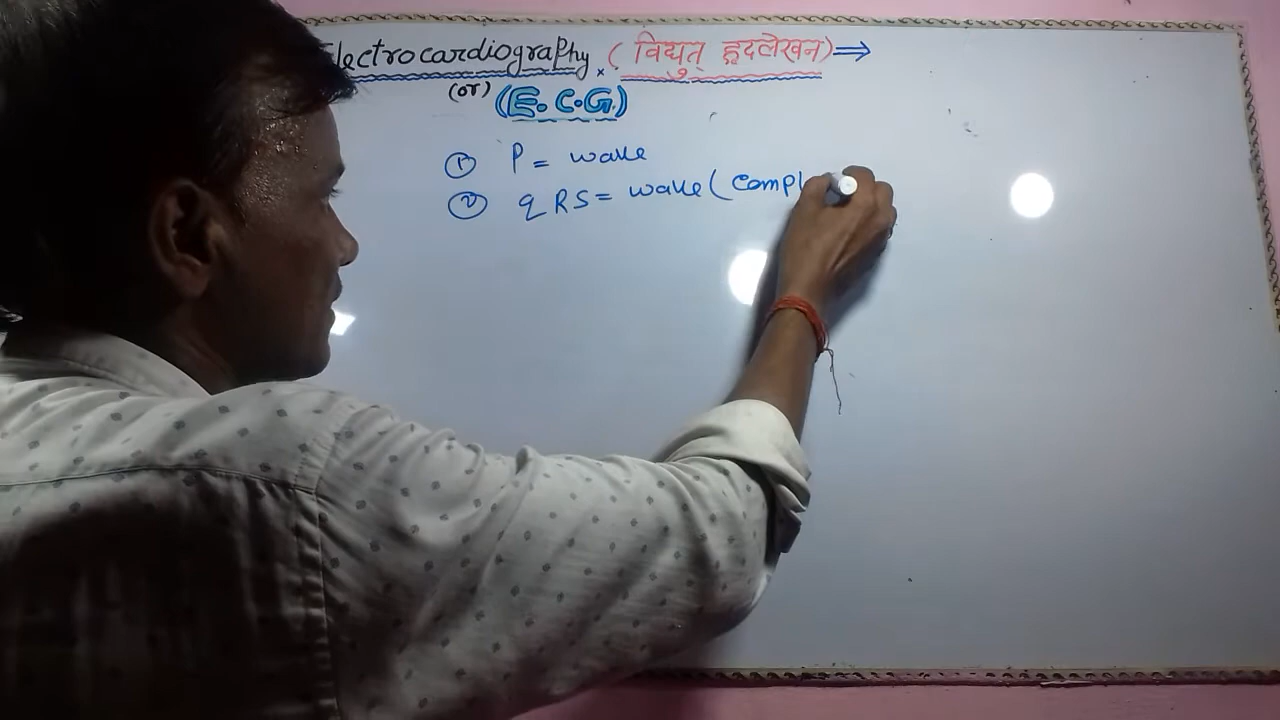 Electrocardiography (विद्युत् हृदलेखन) ⇒
(or) (E.C.G.)
① P = wave
② qRS = wave (Compl